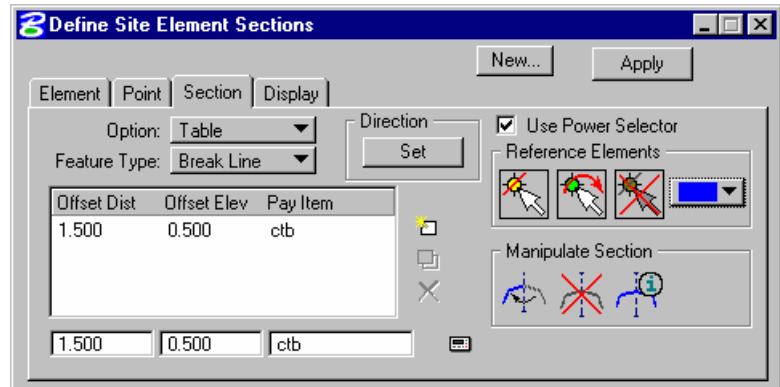 Define Site Element Sections
New... Apply
Element Point Section Display
Option: Table
Feature Type: Break Line
Direction
Set
Use Power Selector
Reference Elements
Offset Dist Offset Elev Pay Item
1.500 0.500 ctb
Manipulate Section
1.500 0.500 ctb